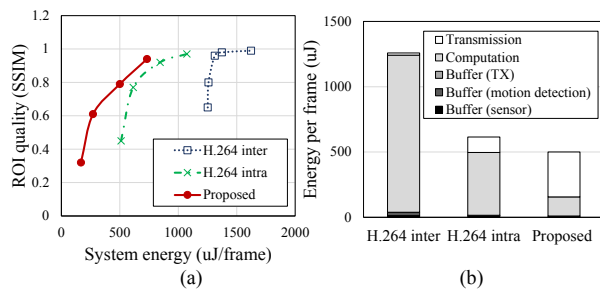 ROI quality (SSIM)
1.2
1
0.8
0.6
0.4
0.2
0
H.264 inter
H.264 intra
Proposed
0 500 1000 1500 2000
System energy (uJ/frame)
(a)
Energy per frame (uJ)
1500
1000
500
0
Transmission
Computation
Buffer (TX)
Buffer (motion detection)
Buffer (sensor)
H.264 inter H.264 intra Proposed
(b)